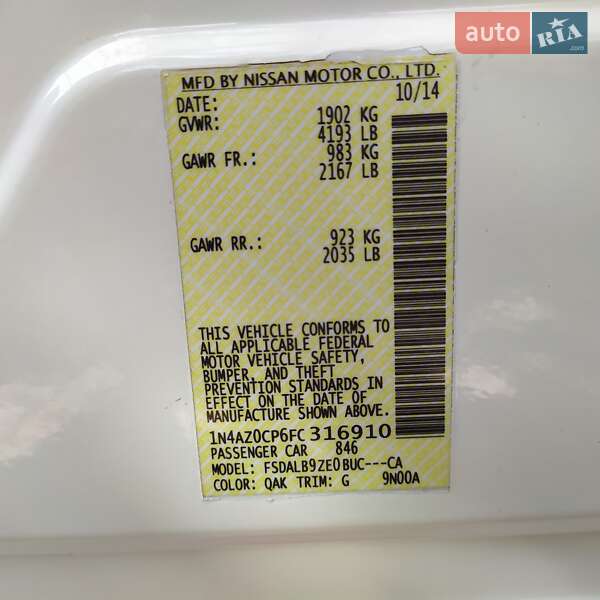 auto RIA .com
MFD BY NISSAN MOTOR CO., LTD.
DATE: 10/14
GVWR: 1902 KG
4193 LB
GAWR FR.: 983 KG
2167 LB
GAWR RR.: 923 KG
2035 LB
THIS VEHICLE CONFORMS TO
ALL APPLICABLE FEDERAL
MOTOR VEHICLE SAFETY,
BUMPER, AND THEFT
PREVENTION STANDARDS IN
EFFECT ON THE DATE OF
MANUFACTURE SHOWN ABOVE.
1N4AZ0CP6FC316910
PASSENGER CAR 846
MODEL: FSDALB9ZE0BUC---CA
COLOR: QAK TRIM: G 9N00A